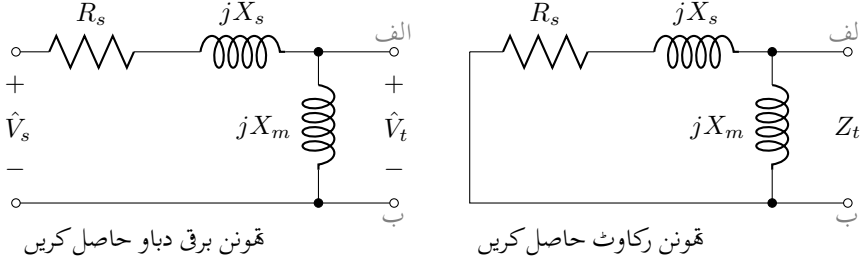 R_s jX_s الف
+ +
V̂_s jX_m V̂_t
− −
ب
تھونن برقی دباو حاصل کریں
R_s jX_s لف
jX_m Z_t
ب
تھونن رکاوٹ حاصل کریں